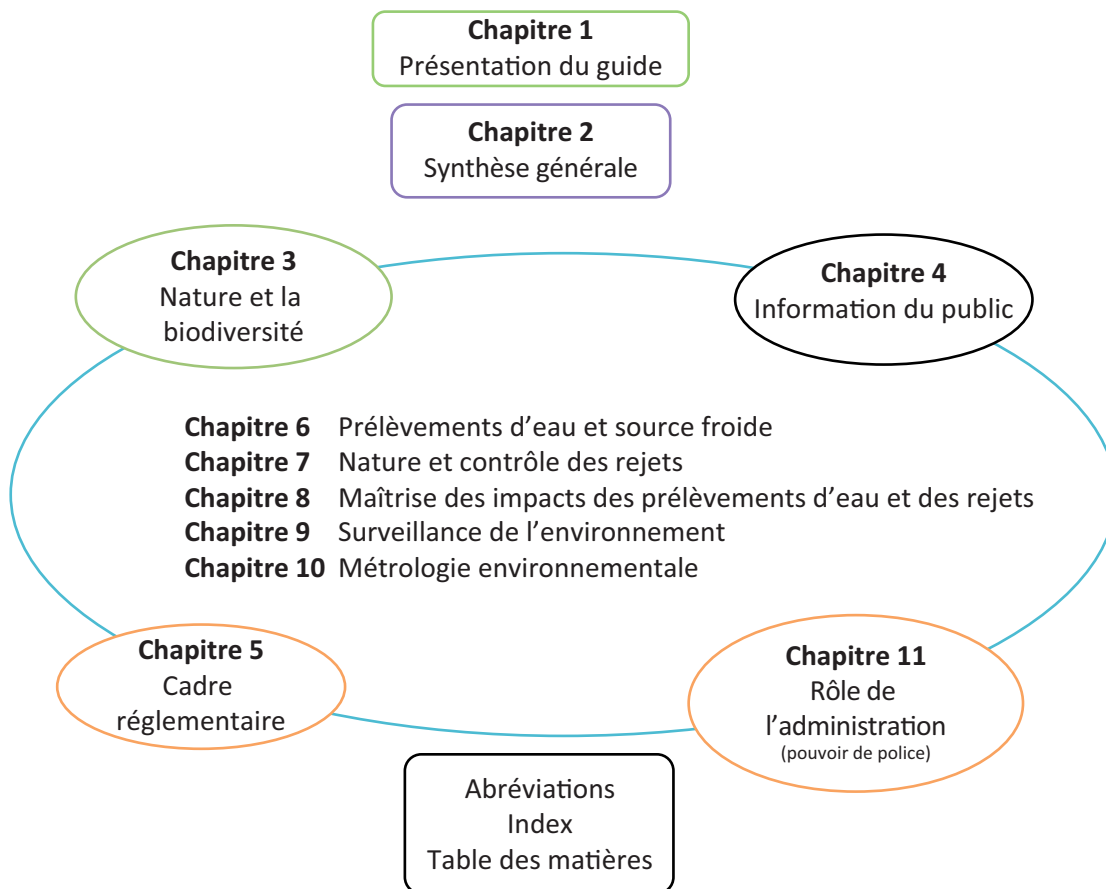 Chapitre 1
Présentation du guide
Chapitre 2
Synthèse générale
Chapitre 3
Nature et la
biodiversité
Chapitre 4
Information du public
Chapitre 6 Prélèvements d’eau et source froide
Chapitre 7 Nature et contrôle des rejets
Chapitre 8 Maîtrise des impacts des prélèvements d’eau et des rejets
Chapitre 9 Surveillance de l’environnement
Chapitre 10 Métrologie environnementale
Chapitre 5
Cadre
réglementaire
Chapitre 11
Rôle de
l’administration
(pouvoir de police)
Abréviations
Index
Table des matières